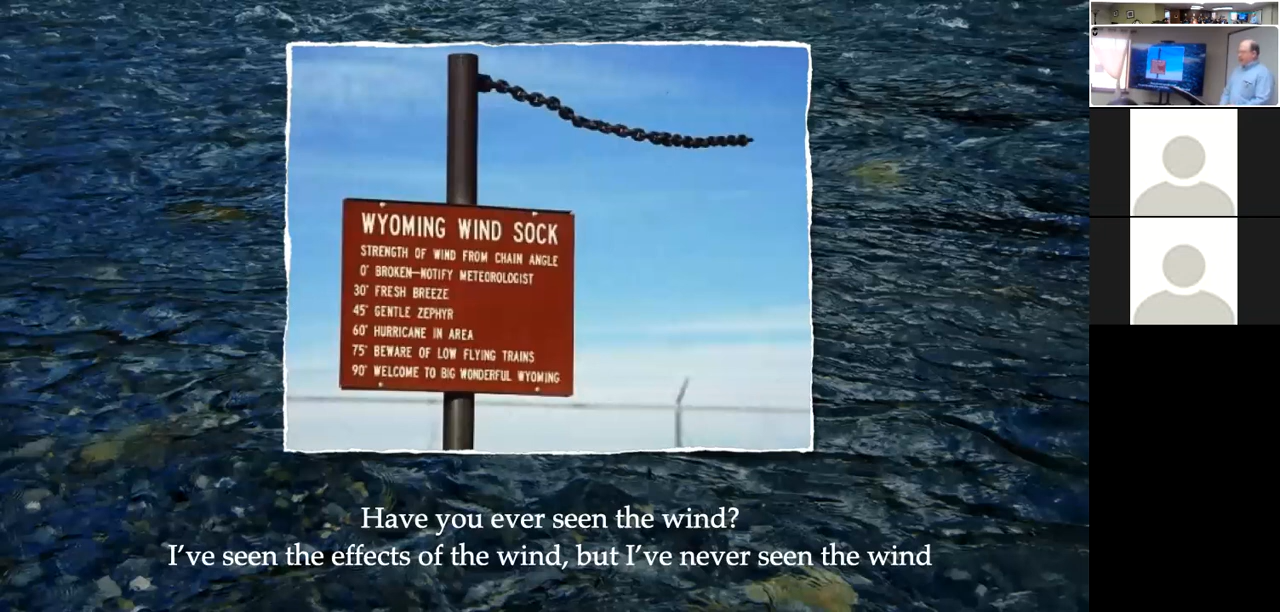 WYOMING WIND SOCK
STRENGTH OF WIND FROM CHAIN ANGLE
0° BROKEN—NOTIFY METEOROLOGIST
30° FRESH BREEZE
45° GENTLE ZEPHYR
60° HURRICANE IN AREA
75° BEWARE OF LOW FLYING TRAINS
90° WELCOME TO BIG WONDERFUL WYOMING
Have you ever seen the wind?
I've seen the effects of the wind, but I've never seen the wind